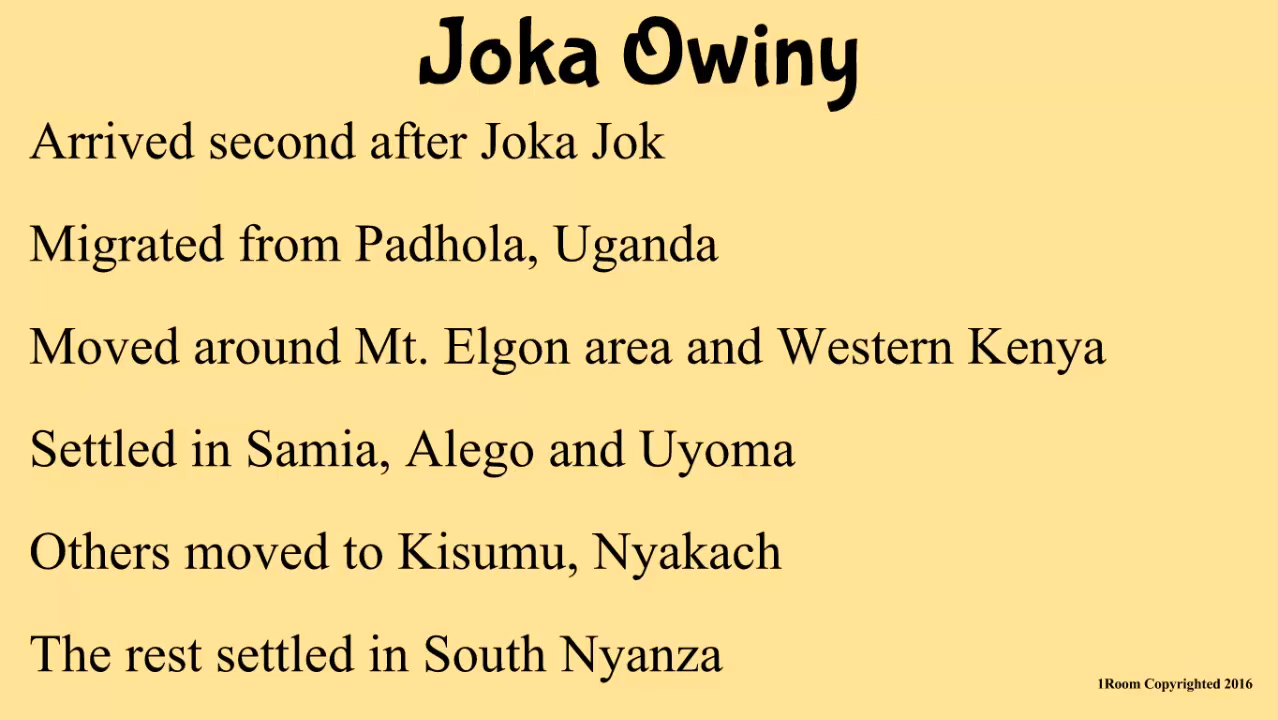 Joka Owiny
Arrived second after Joka Jok
Migrated from Padhola, Uganda
Moved around Mt. Elgon area and Western Kenya
Settled in Samia, Alego and Uyoma
Others moved to Kisumu, Nyakach
The rest settled in South Nyanza
1Room Copyrighted 2016